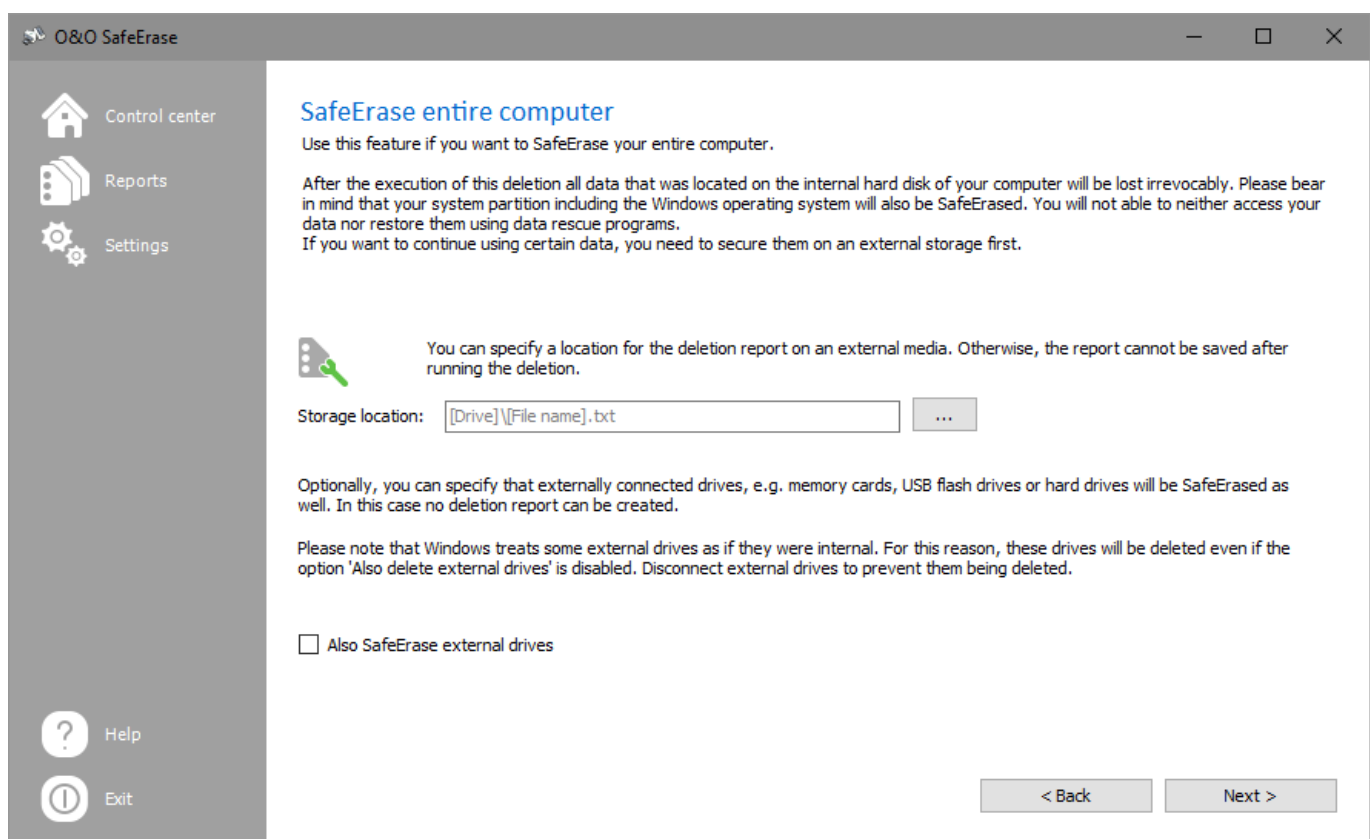 O&O SafeErase
Control center
Reports
Settings
Help
Exit
SafeErase entire computer
Use this feature if you want to SafeErase your entire computer.
After the execution of this deletion all data that was located on the internal hard disk of your computer will be lost irrevocably. Please bear
in mind that your system partition including the Windows operating system will also be SafeErased. You will not able to neither access your
data nor restore them using data rescue programs.
If you want to continue using certain data, you need to secure them on an external storage first.
You can specify a location for the deletion report on an external media. Otherwise, the report cannot be saved after
running the deletion.
Storage location: [Drive]\[File name].txt ...
Optionally, you can specify that externally connected drives, e.g. memory cards, USB flash drives or hard drives will be SafeErased as
well. In this case no deletion report can be created.
Please note that Windows treats some external drives as if they were internal. For this reason, these drives will be deleted even if the
option 'Also delete external drives' is disabled. Disconnect external drives to prevent them being deleted.
Also SafeErase external drives
< Back Next >